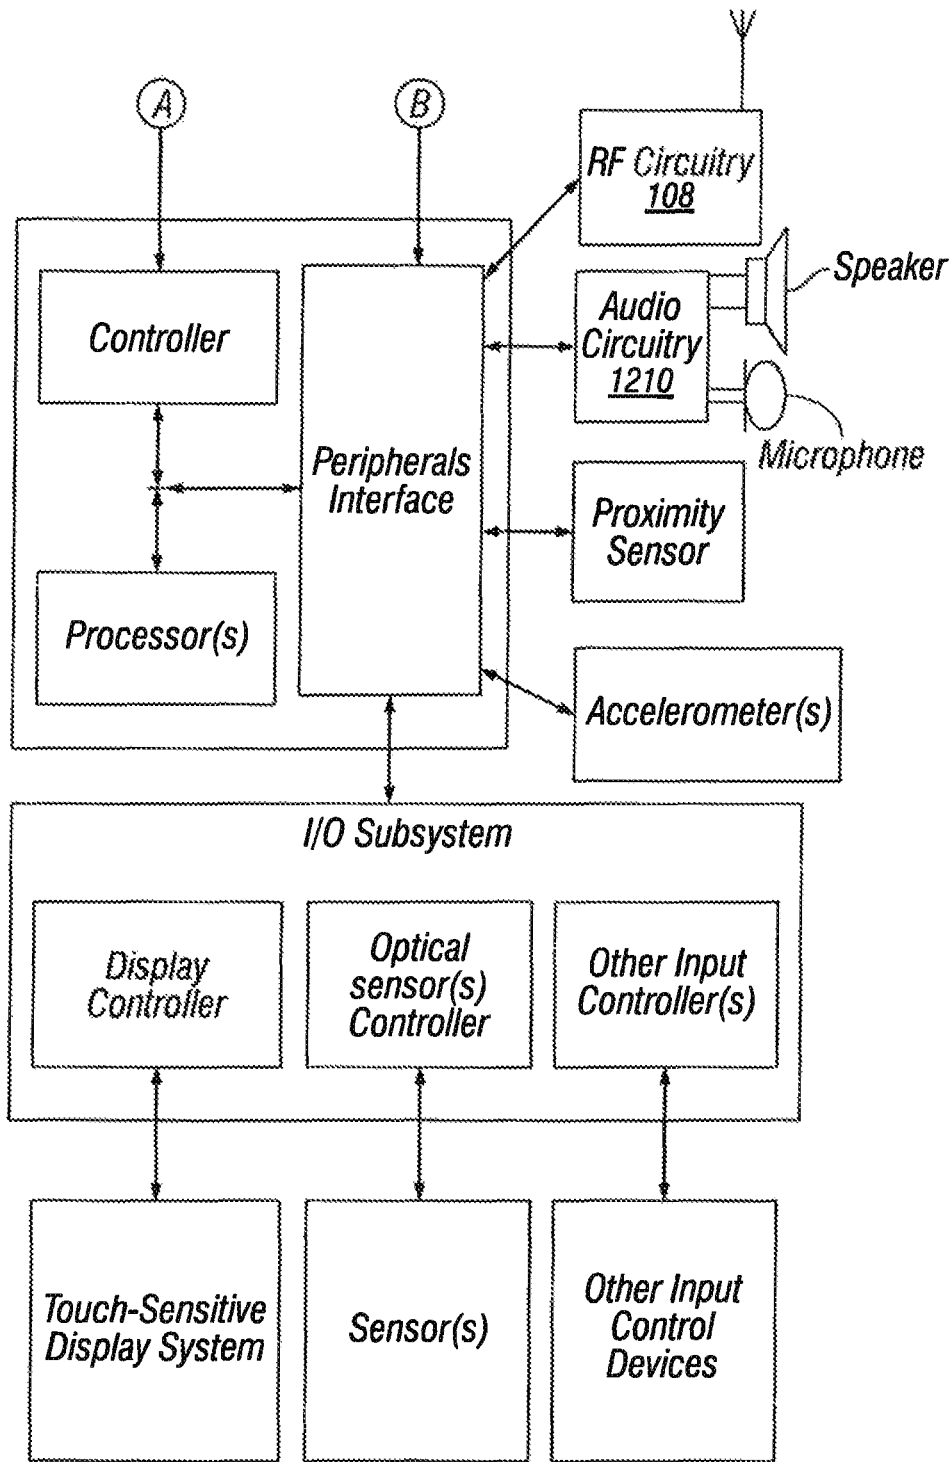 A
B
RF Circuitry
108
Controller
Peripherals
Interface
Processor(s)
Audio
Circuitry
1210
Speaker
Microphone
Proximity
Sensor
Accelerometer(s)
I/O Subsystem
Display
Controller
Optical
sensor(s)
Controller
Other Input
Controller(s)
Touch-Sensitive
Display System
Sensor(s)
Other Input
Control
Devices